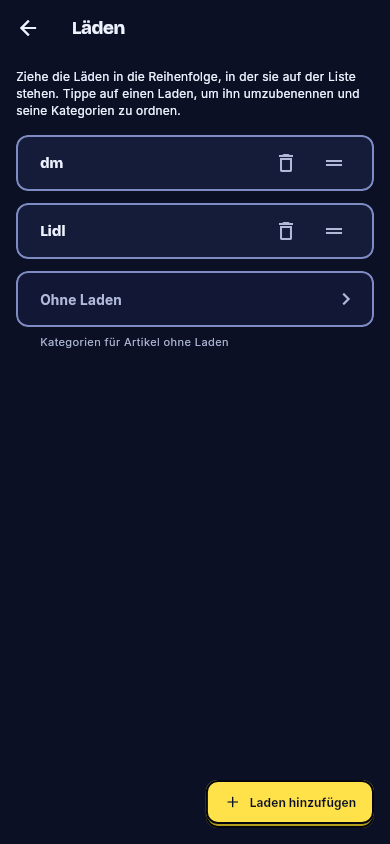 Läden
Ziehe die Läden in die Reihenfolge, in der sie auf der Liste
stehen. Tippe auf einen Laden, um ihn umzubenennen und
seine Kategorien zu ordnen.
dm
Lidl
Ohne Laden
Kategorien für Artikel ohne Laden
Laden hinzufügen